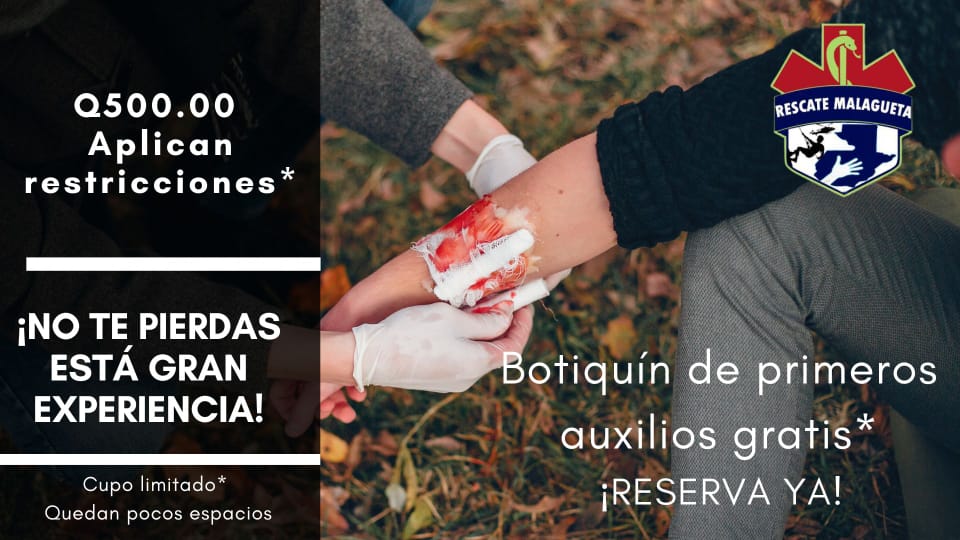 Q500.00
Aplican
restricciones*
¡NO TE PIERDAS
ESTÁ GRAN
EXPERIENCIA!
Cupo limitado*
Quedan pocos espacios
RESCATE MALAGUETA
Botiquín de primeros
auxilios gratis*
¡RESERVA YA!